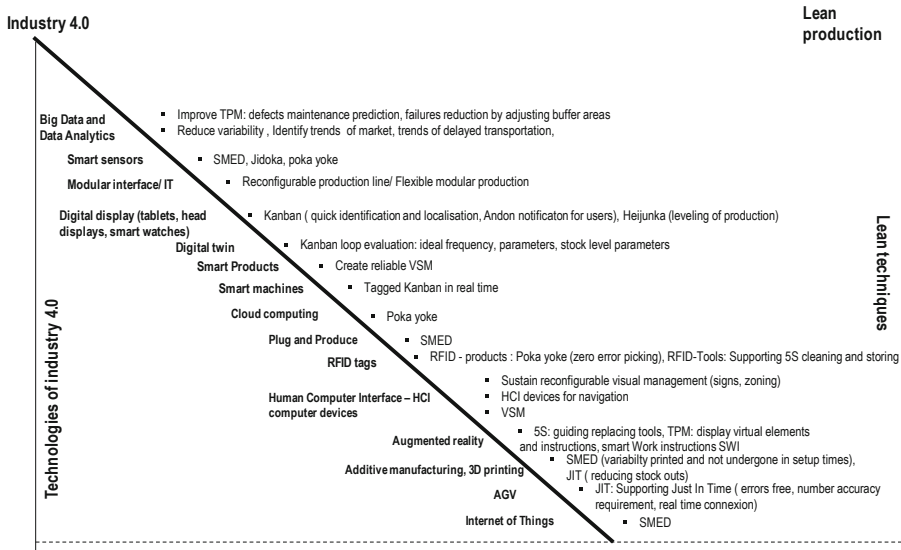 Industry 4.0
Lean
production
Big Data and
Data Analytics
▪ Improve TPM: defects maintenance prediction, failures reduction by adjusting buffer areas
▪ Reduce variability , Identify trends of market, trends of delayed transportation,
Smart sensors
▪ SMED, Jidoka, poka yoke
Modular interface/ IT
▪ Reconfigurable production line/ Flexible modular production
Digital display (tablets, head
displays, smart watches)
▪ Kanban ( quick identification and localisation, Andon notificaton for users), Heijunka (leveling of production)
Digital twin
▪ Kanban loop evaluation: ideal frequency, parameters, stock level parameters
Smart Products
▪ Create reliable VSM
Smart machines
▪ Tagged Kanban in real time
Cloud computing
▪ Poka yoke
Plug and Produce
▪ SMED
RFID tags
▪ RFID - products : Poka yoke (zero error picking), RFID-Tools: Supporting 5S cleaning and storing
Human Computer Interface – HCI
computer devices
▪ Sustain reconfigurable visual management (signs, zoning)
▪ HCI devices for navigation
▪ VSM
Augmented reality
▪ 5S: guiding replacing tools, TPM: display virtual elements
and instructions, smart Work instructions SWI
Additive manufacturing, 3D printing
▪ SMED (variabilty printed and not undergone in setup times),
JIT ( reducing stock outs)
AGV
▪ JIT: Supporting Just In Time ( errors free, number accuracy
requirement, real time connexion)
Internet of Things
▪ SMED
Technologies of industry 4.0
Lean techniques